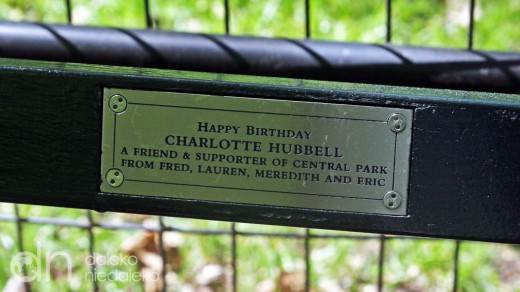 HAPPY BIRTHDAY
CHARLOTTE HUBBELL
A FRIEND & SUPPORTER OF CENTRAL PARK
FROM FRED, LAUREN, MEREDITH AND ERIC
dn daleko
niedaleko